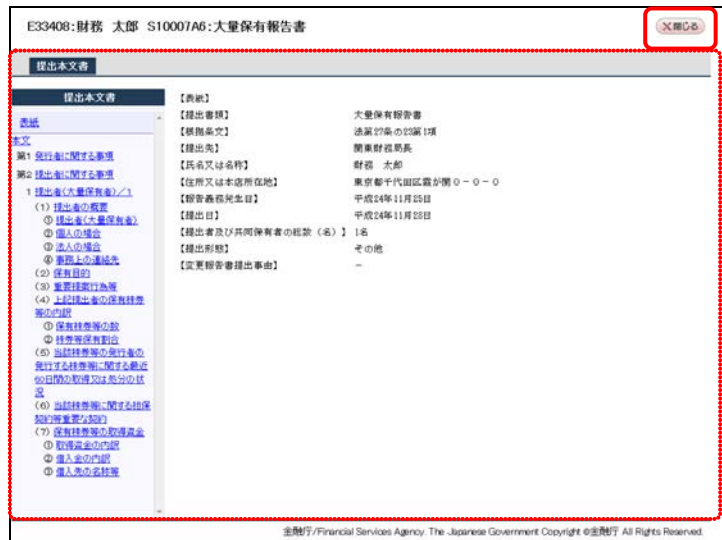 E33408:財務 太郎 S10007A6:大量保有報告書
閉じる
提出本文書
提出本文書
表紙
本文
第1 発行者に関する事項
第2 提出者に関する事項
1 提出者(大量保有者)/1
(1) 提出者の概要
① 提出者(大量保有者)
② 個人の場合
③ 法人の場合
④ 事務上の連絡先
(2) 保有目的
(3) 重要提案行為等
(4) 上記提出者の保有株券
等の内訳
① 保有株券等の数
② 株券等保有割合
(5) 当該株券等の発行者の
発行する株券等に関する最近
60日間の取得又は処分の状
況
(6) 当該株券等に関する担保
契約等重要な契約
(7) 保有株券等の取得資金
① 取得資金の内訳
② 借入金の内訳
③ 借入先の名称等
【表紙】
【提出書類】 大量保有報告書
【根拠条文】 法第27条の23第1項
【提出先】 関東財務局長
【氏名又は名称】 財務 太郎
【住所又は本店所在地】 東京都千代田区霞が関0-0-0
【報告義務発生日】 平成24年11月25日
【提出日】 平成24年11月28日
【提出者及び共同保有者の総数(名)】 1名
【提出形態】 その他
【変更報告書提出事由】 -
金融庁/Financial Services Agency. The Japanese Government Copyright ©金融庁 All Rights Reserved.